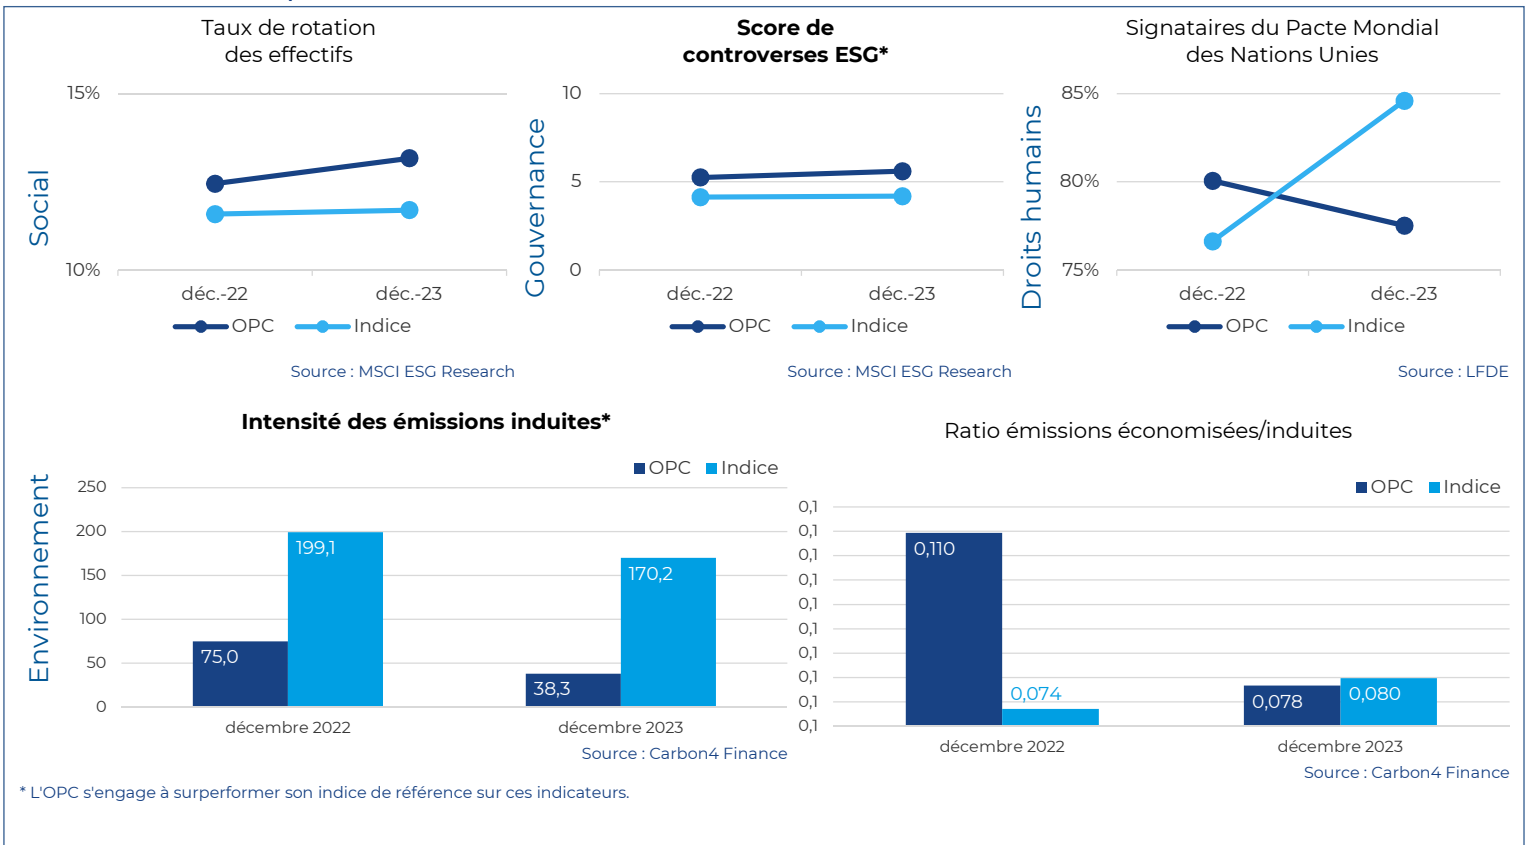 Taux de rotation
des effectifs
15%
10%
Social
déc.-22
déc.-23
OPC
Indice
Source : MSCI ESG Research
Score de
controverses ESG*
10
5
0
Gouvernance
déc.-22
déc.-23
OPC
Indice
Source : MSCI ESG Research
Signataires du Pacte Mondial
des Nations Unies
85%
80%
75%
Droits humains
déc.-22
déc.-23
OPC
Indice
Source : LFDE
Intensité des émissions induites*
OPC
Indice
Environnement
250
200
150
100
50
0
75,0
199,1
38,3
170,2
décembre 2022
décembre 2023
Source : Carbon4 Finance
Ratio émissions économisées/induites
OPC
Indice
0,1
0,1
0,1
0,1
0,1
0,1
0,1
0,1
0,1
0,1
0,110
0,074
0,078
0,080
décembre 2022
décembre 2023
Source : Carbon4 Finance
* L'OPC s'engage à surperformer son indice de référence sur ces indicateurs.